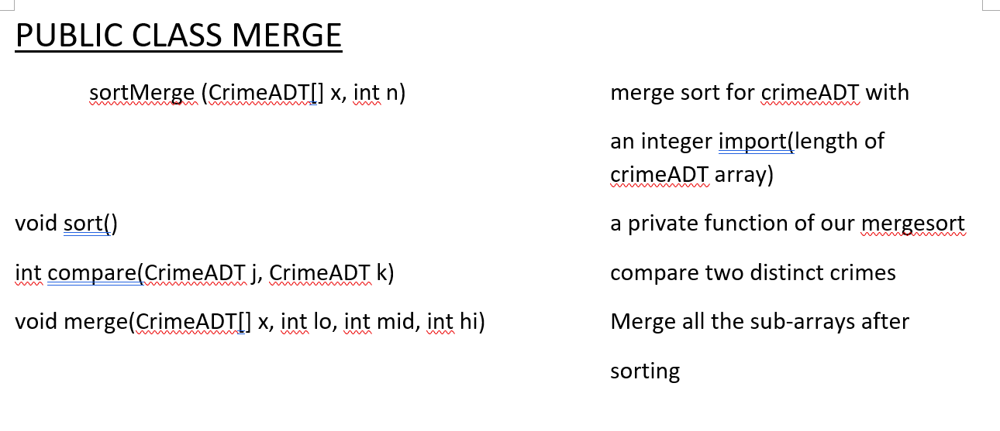 PUBLIC CLASS MERGE
sortMerge (CrimeADT[] x, int n) merge sort for crimeADT with
an integer import(length of
crimeADT array)
void sort() a private function of our mergesort
int compare(CrimeADT j, CrimeADT k) compare two distinct crimes
void merge(CrimeADT[] x, int lo, int mid, int hi) Merge all the sub-arrays after
sorting